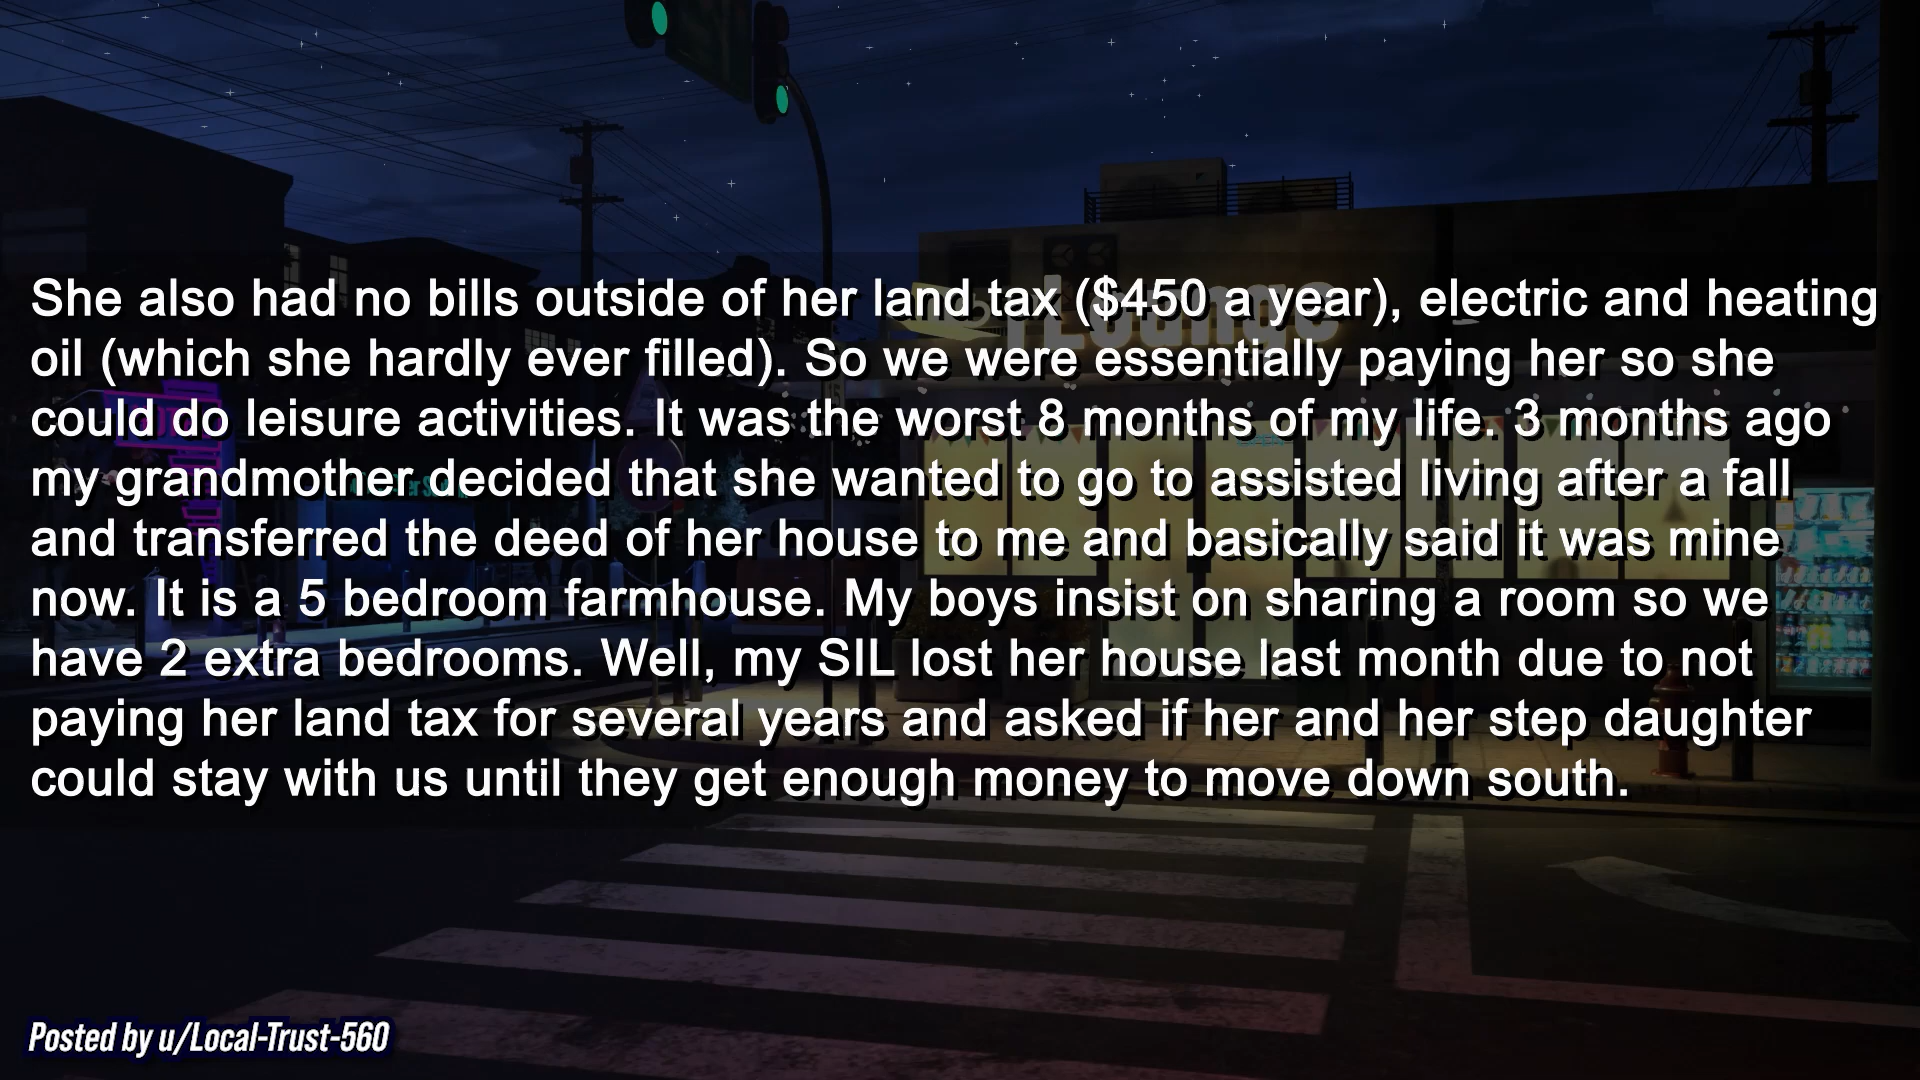 She also had no bills outside of her land tax ($450 a year), electric and heating
oil (which she hardly ever filled). So we were essentially paying her so she
could do leisure activities. It was the worst 8 months of my life. 3 months ago
my grandmother decided that she wanted to go to assisted living after a fall
and transferred the deed of her house to me and basically said it was mine
now. It is a 5 bedroom farmhouse. My boys insist on sharing a room so we
have 2 extra bedrooms. Well, my SIL lost her house last month due to not
paying her land tax for several years and asked if her and her step daughter
could stay with us until they get enough money to move down south.
Posted by u/Local-Trust-560